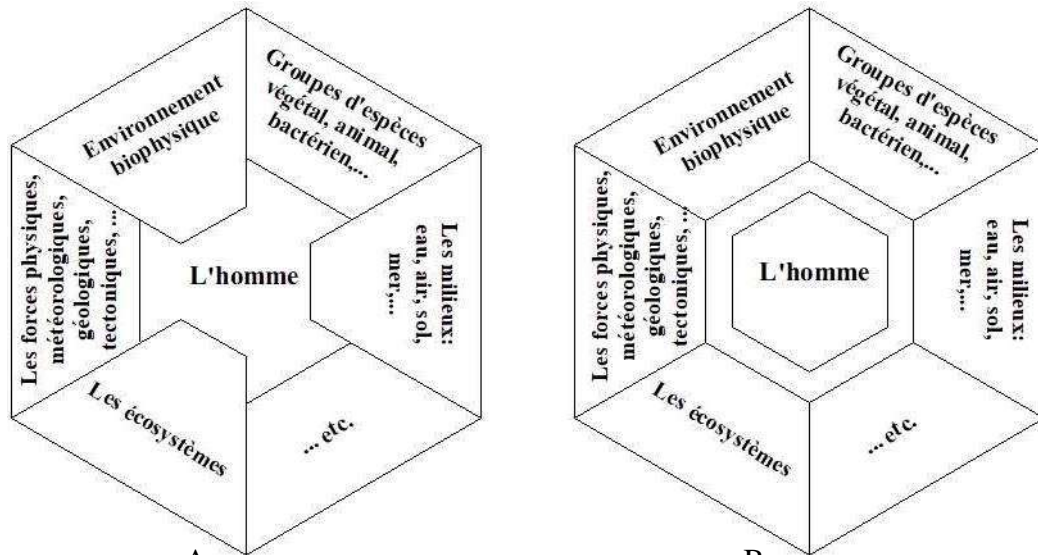 Environnement
biophysique
Groupes d'espèces
végétal, animal,
bactérien,...
Les milieux:
eau, air, sol,
mer,...
... etc.
Les écosystèmes
Les forces physiques,
météorologiques,
géologiques,
tectoniques, ...
L'homme
A
Environnement
biophysique
Groupes d'espèces
végétal, animal,
bactérien,...
Les milieux:
eau, air, sol,
mer,...
... etc.
Les écosystèmes
Les forces physiques,
météorologiques,
géologiques,
tectoniques, ...
L'homme
B